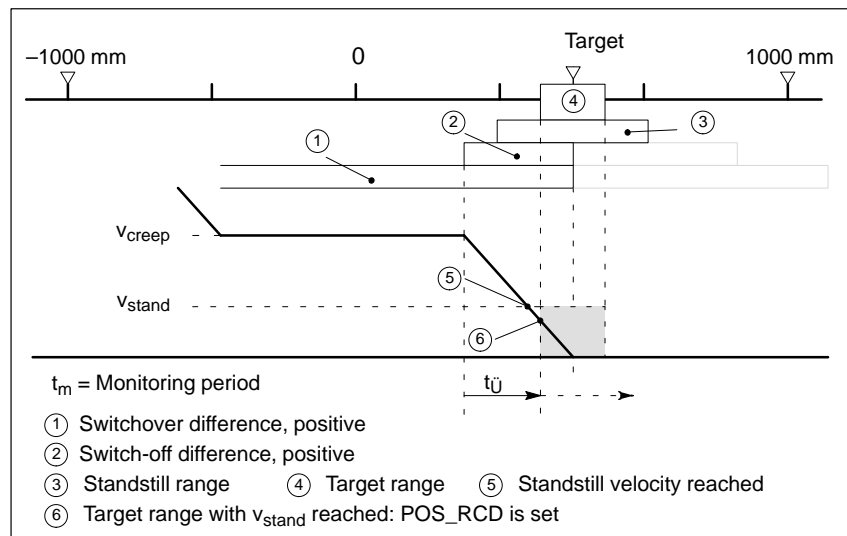 –1000 mm 0 Target 1000 mm
④
③
②
①
vcreep
⑤
vstand
⑥
tm = Monitoring period tÜ
① Switchover difference, positive
② Switch-off difference, positive
③ Standstill range ④ Target range ⑤ Standstill velocity reached
⑥ Target range with vstand reached: POS_RCD is set